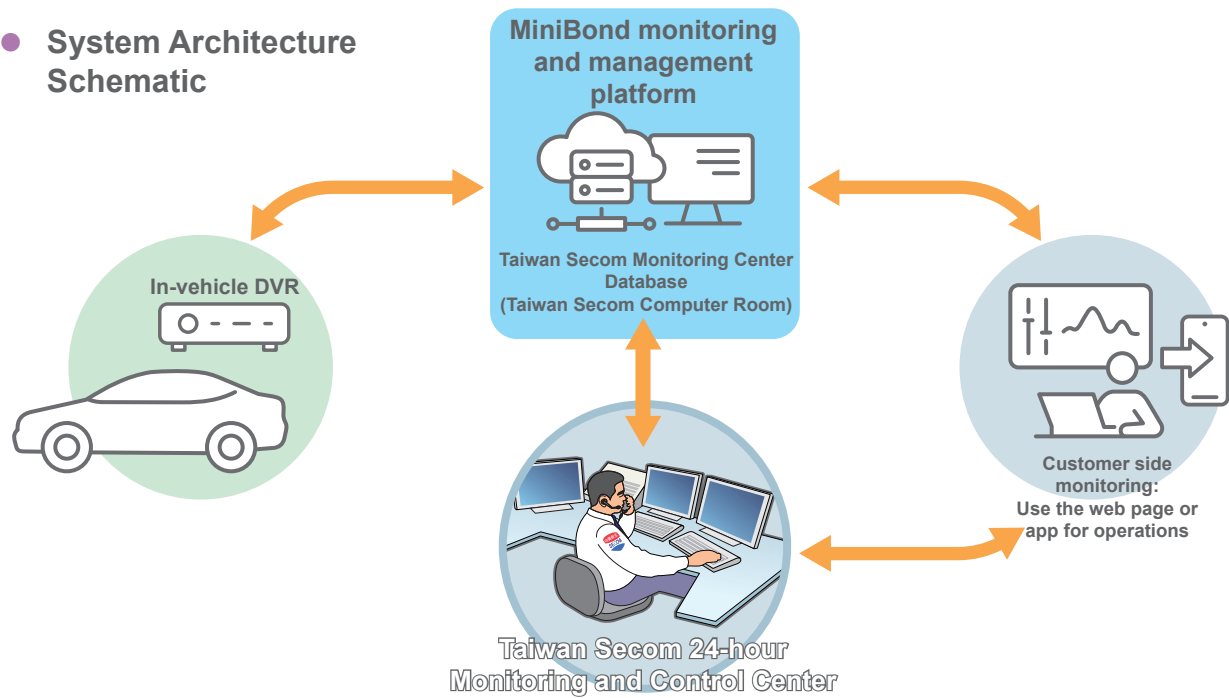 System Architecture
Schematic
MiniBond monitoring
and management
platform
Taiwan Secom Monitoring Center
Database
(Taiwan Secom Computer Room)
In-vehicle DVR
Customer side
monitoring:
Use the web page or
app for operations
Taiwan Secom 24-hour
Monitoring and Control Center